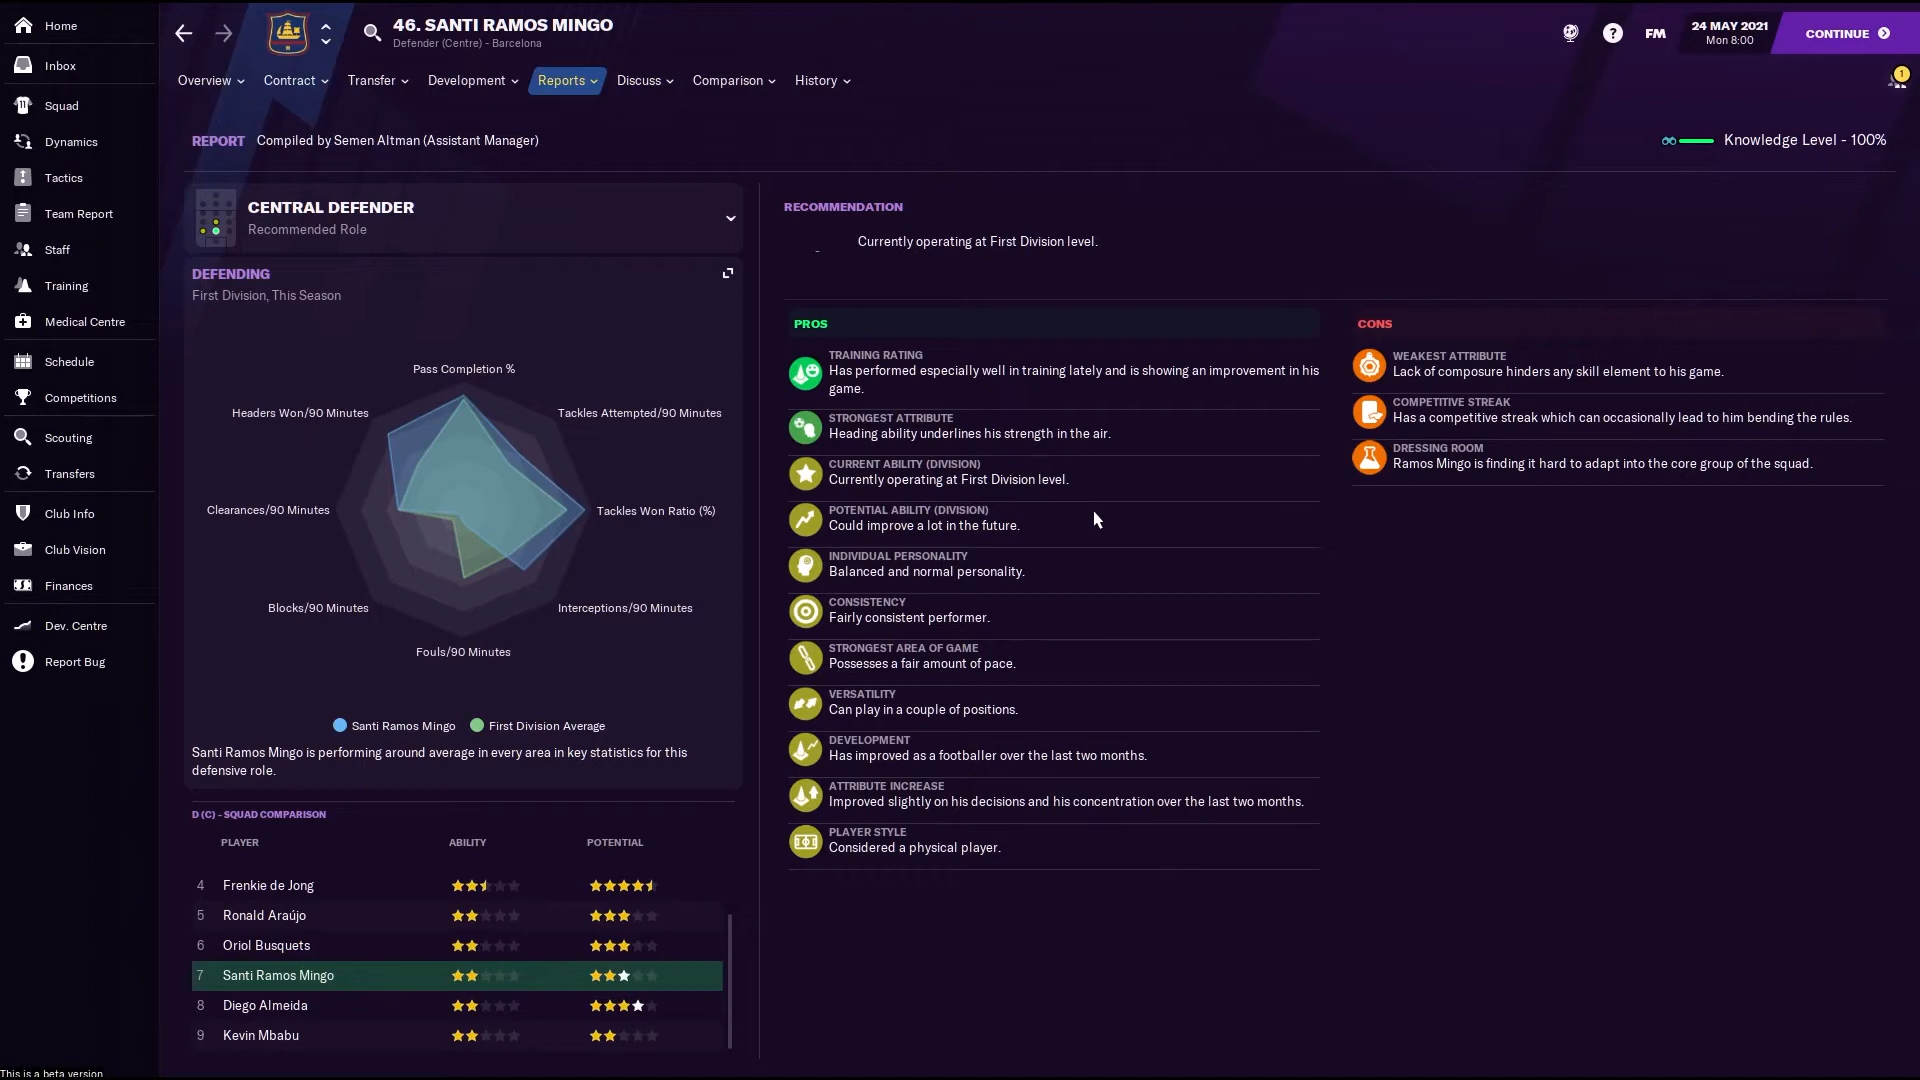 Home
Inbox
Squad
Dynamics
Tactics
Team Report
Staff
Training
Medical Centre
Schedule
Competitions
Scouting
Transfers
Club Info
Club Vision
Finances
Dev. Centre
Report Bug
This is a beta version
46. SANTI RAMOS MINGO
Defender (Centre) - Barcelona
FM
24 MAY 2021
Mon 8:00
CONTINUE
1
Overview
Contract
Transfer
Development
Reports
Discuss
Comparison
History
REPORT Compiled by Semen Altman (Assistant Manager)
Knowledge Level - 100%
CENTRAL DEFENDER
Recommended Role
DEFENDING
First Division, This Season
Pass Completion %
Headers Won/90 Minutes
Tackles Attempted/90 Minutes
Clearances/90 Minutes
Tackles Won Ratio (%)
Blocks/90 Minutes
Interceptions/90 Minutes
Fouls/90 Minutes
Santi Ramos Mingo
First Division Average
Santi Ramos Mingo is performing around average in every area in key statistics for this
defensive role.
D (C) - SQUAD COMPARISON
PLAYER ABILITY POTENTIAL
4 Frenkie de Jong
5 Ronald Araújo
6 Oriol Busquets
7 Santi Ramos Mingo
8 Diego Almeida
9 Kevin Mbabu
RECOMMENDATION
-
Currently operating at First Division level.
PROS
TRAINING RATING
Has performed especially well in training lately and is showing an improvement in his
game.
STRONGEST ATTRIBUTE
Heading ability underlines his strength in the air.
CURRENT ABILITY (DIVISION)
Currently operating at First Division level.
POTENTIAL ABILITY (DIVISION)
Could improve a lot in the future.
INDIVIDUAL PERSONALITY
Balanced and normal personality.
CONSISTENCY
Fairly consistent performer.
STRONGEST AREA OF GAME
Possesses a fair amount of pace.
VERSATILITY
Can play in a couple of positions.
DEVELOPMENT
Has improved as a footballer over the last two months.
ATTRIBUTE INCREASE
Improved slightly on his decisions and his concentration over the last two months.
PLAYER STYLE
Considered a physical player.
CONS
WEAKEST ATTRIBUTE
Lack of composure hinders any skill element to his game.
COMPETITIVE STREAK
Has a competitive streak which can occasionally lead to him bending the rules.
DRESSING ROOM
Ramos Mingo is finding it hard to adapt into the core group of the squad.